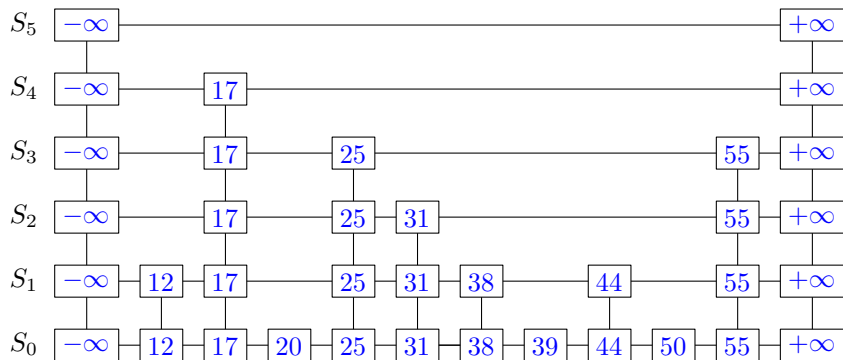 S5 −∞ +∞
S4 −∞ 17 +∞
S3 −∞ 17 25 55 +∞
S2 −∞ 17 25 31 55 +∞
S1 −∞ 12 17 25 31 38 44 55 +∞
S0 −∞ 12 17 20 25 31 38 39 44 50 55 +∞